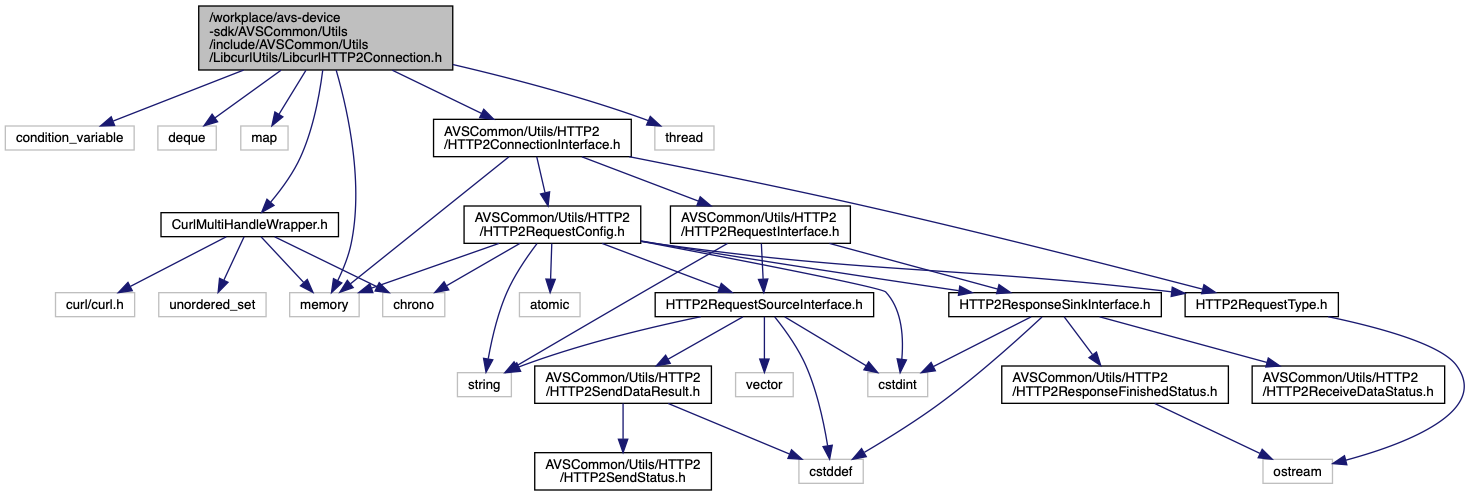 /workplace/avs-device
-sdk/AVSCommon/Utils
/include/AVSCommon/Utils
/LibcurlUtils/LibcurlHTTP2Connection.h
condition_variable
deque
map
AVSCommon/Utils/HTTP2
/HTTP2ConnectionInterface.h
thread
CurlMultiHandleWrapper.h
AVSCommon/Utils/HTTP2
/HTTP2RequestConfig.h
AVSCommon/Utils/HTTP2
/HTTP2RequestInterface.h
curl/curl.h
unordered_set
memory
chrono
atomic
HTTP2RequestSourceInterface.h
HTTP2ResponseSinkInterface.h
HTTP2RequestType.h
string
AVSCommon/Utils/HTTP2
/HTTP2SendDataResult.h
vector
cstdint
AVSCommon/Utils/HTTP2
/HTTP2ResponseFinishedStatus.h
AVSCommon/Utils/HTTP2
/HTTP2ReceiveDataStatus.h
AVSCommon/Utils/HTTP2
/HTTP2SendStatus.h
cstddef
ostream